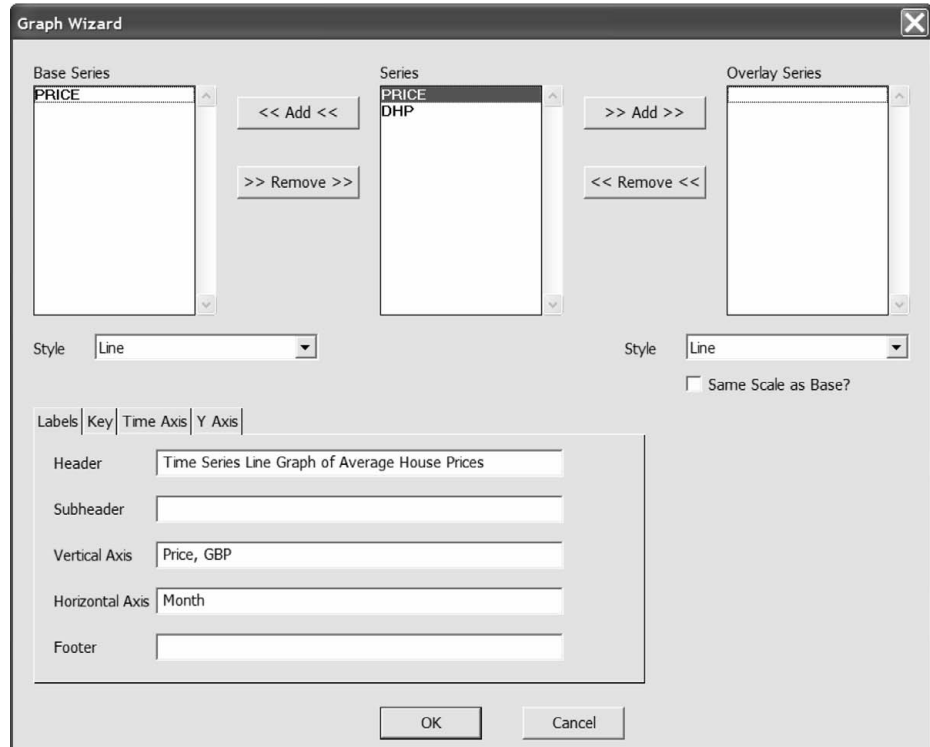 Graph Wizard
Base Series
Series
Overlay Series
PRICE
PRICE
DHP
<< Add <<
>> Add >>
>> Remove >>
<< Remove <<
Style
Line
Style
Line
Same Scale as Base?
Labels Key Time Axis Y Axis
Header
Time Series Line Graph of Average House Prices
Subheader
Vertical Axis
Price, GBP
Horizontal Axis
Month
Footer
OK
Cancel